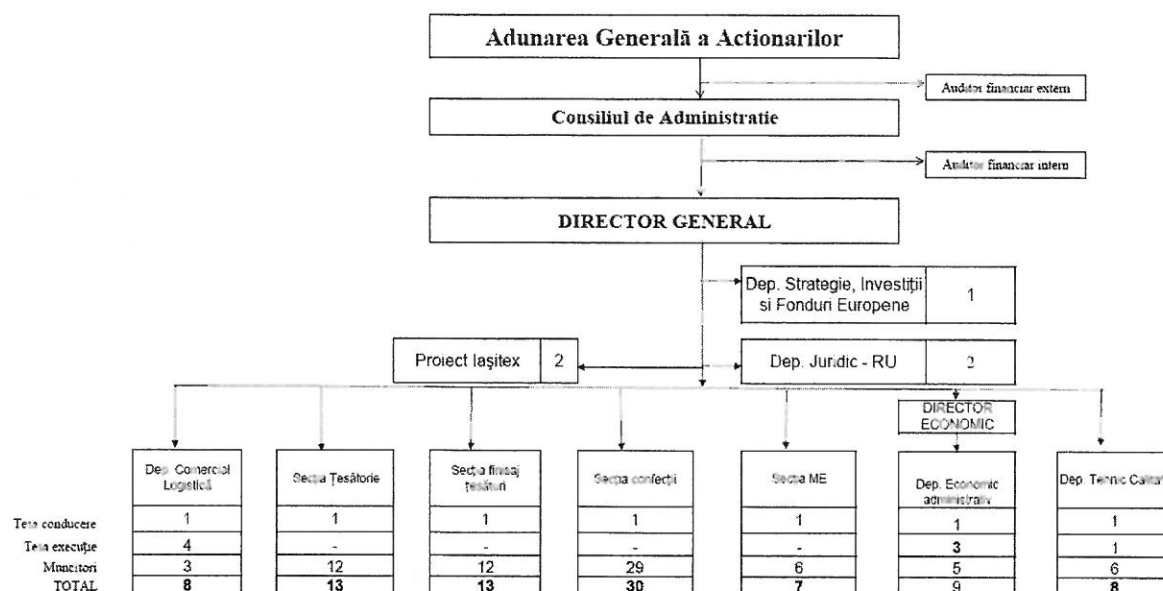 Adunarea Generală a Actionarilor
Auditor financiar extern
Consiliul de Administratie
Auditor financiar intern
DIRECTOR GENERAL
Dep. Strategie, Investiții
si Fonduri Europene
1
Proiect Iașitex 2
Dep. Juridic - RU 2
DIRECTOR
ECONOMIC
Dep. Comercial
Logistică
Secția Țesătorie
Secția finisaj
țesături
Secția confecții
Secția ME
Dep. Economic
administrativ
Dep. Tehnic Calitate
Tesa conducere 1 1 1 1 1 1 1
Tesa execuție 4 - - - - 3 1
Muncitori 3 12 12 29 6 5 6
TOTAL 8 13 13 30 7 9 8